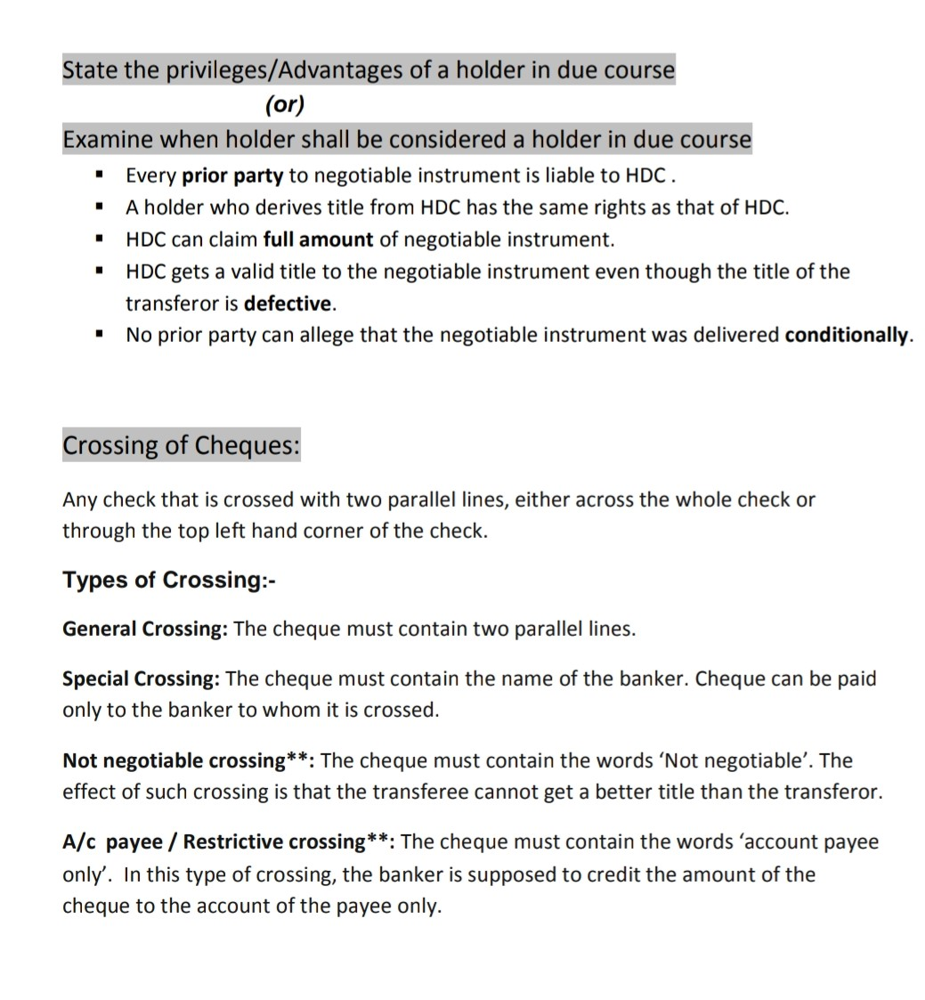 State the privileges/Advantages of a holder in due course
(or)
Examine when holder shall be considered a holder in due course
▪ Every prior party to negotiable instrument is liable to HDC .
▪ A holder who derives title from HDC has the same rights as that of HDC.
▪ HDC can claim full amount of negotiable instrument.
▪ HDC gets a valid title to the negotiable instrument even though the title of the
transferor is defective.
▪ No prior party can allege that the negotiable instrument was delivered conditionally.
Crossing of Cheques:
Any check that is crossed with two parallel lines, either across the whole check or
through the top left hand corner of the check.
Types of Crossing:-
General Crossing: The cheque must contain two parallel lines.
Special Crossing: The cheque must contain the name of the banker. Cheque can be paid
only to the banker to whom it is crossed.
Not negotiable crossing**: The cheque must contain the words ‘Not negotiable’. The
effect of such crossing is that the transferee cannot get a better title than the transferor.
A/c  payee / Restrictive crossing**: The cheque must contain the words ‘account payee
only’.  In this type of crossing, the banker is supposed to credit the amount of the
cheque to the account of the payee only.